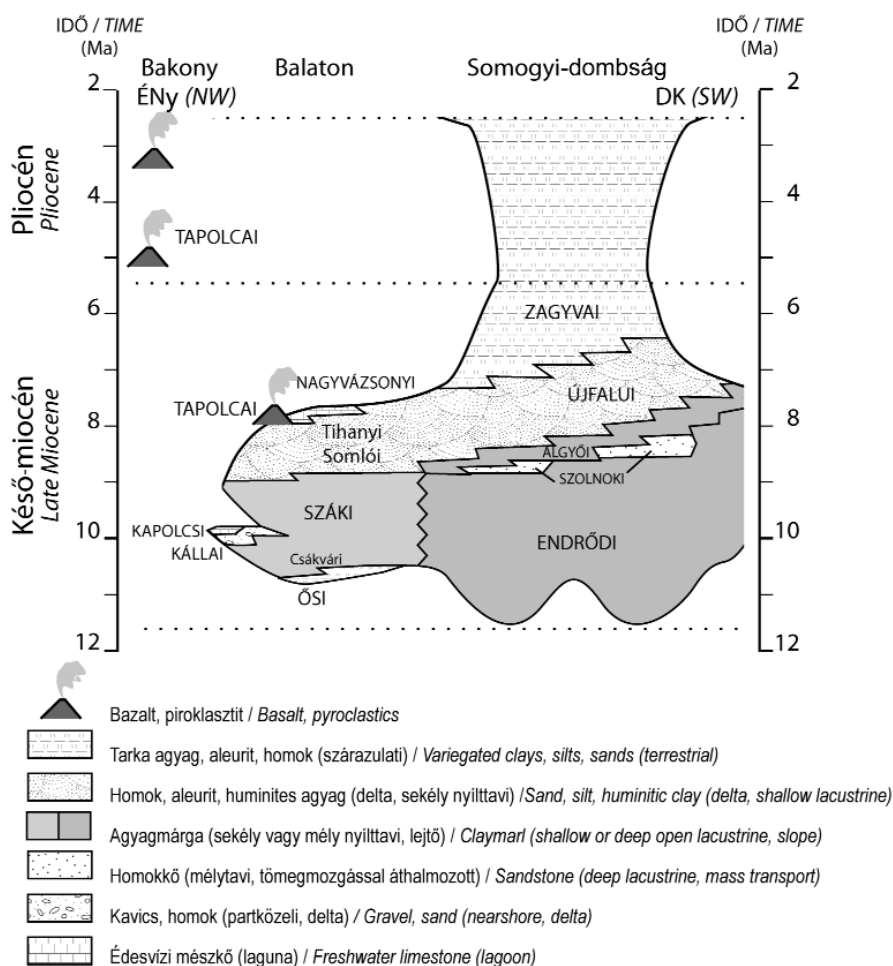 IDŐ / TIME
(Ma)
IDŐ / TIME
(Ma)
Bakony
ÉNy (NW)
Balaton
Somogyi-dombság
DK (SW)
2
2
Pliocén
Pliocene
4
4
TAPOLCAI
6
6
ZAGYVAI
NAGYVÁZSONYI
TAPOLCAI
ÚJFALUI
Késő-miocén
Late Miocene
8
8
Tihanyi
Somlói
ALGYŐI
SZOLNOKI
SZÁKI
KAPOLCSI
KÁLLAI
10
10
ENDRŐDI
Csákvári
ŐSI
12
12
Bazalt, piroklasztit / Basalt, pyroclastics
Tarka agyag, aleurit, homok (szárazulati) / Variegated clays, silts, sands (terrestrial)
Homok, aleurit, huminites agyag (delta, sekély nyílttavi) /Sand, silt, huminitic clay (delta, shallow lacustrine)
Agyagmárga (sekély vagy mély nyílttavi, lejtő) / Claymarl (shallow or deep open lacustrine, slope)
Homokkő (mélytavi, tömegmozgással áthalmozott) / Sandstone (deep lacustrine, mass transport)
Kavics, homok (partközeli, delta) / Gravel, sand (nearshore, delta)
Édesvízi mészkő (laguna) / Freshwater limestone (lagoon)